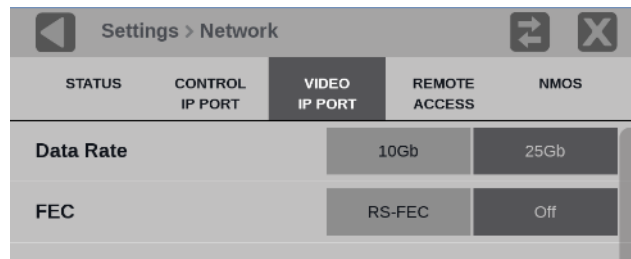 Settings > Network
STATUS
CONTROL
IP PORT
VIDEO
IP PORT
REMOTE
ACCESS
NMOS
Data Rate 10Gb 25Gb
FEC RS-FEC Off